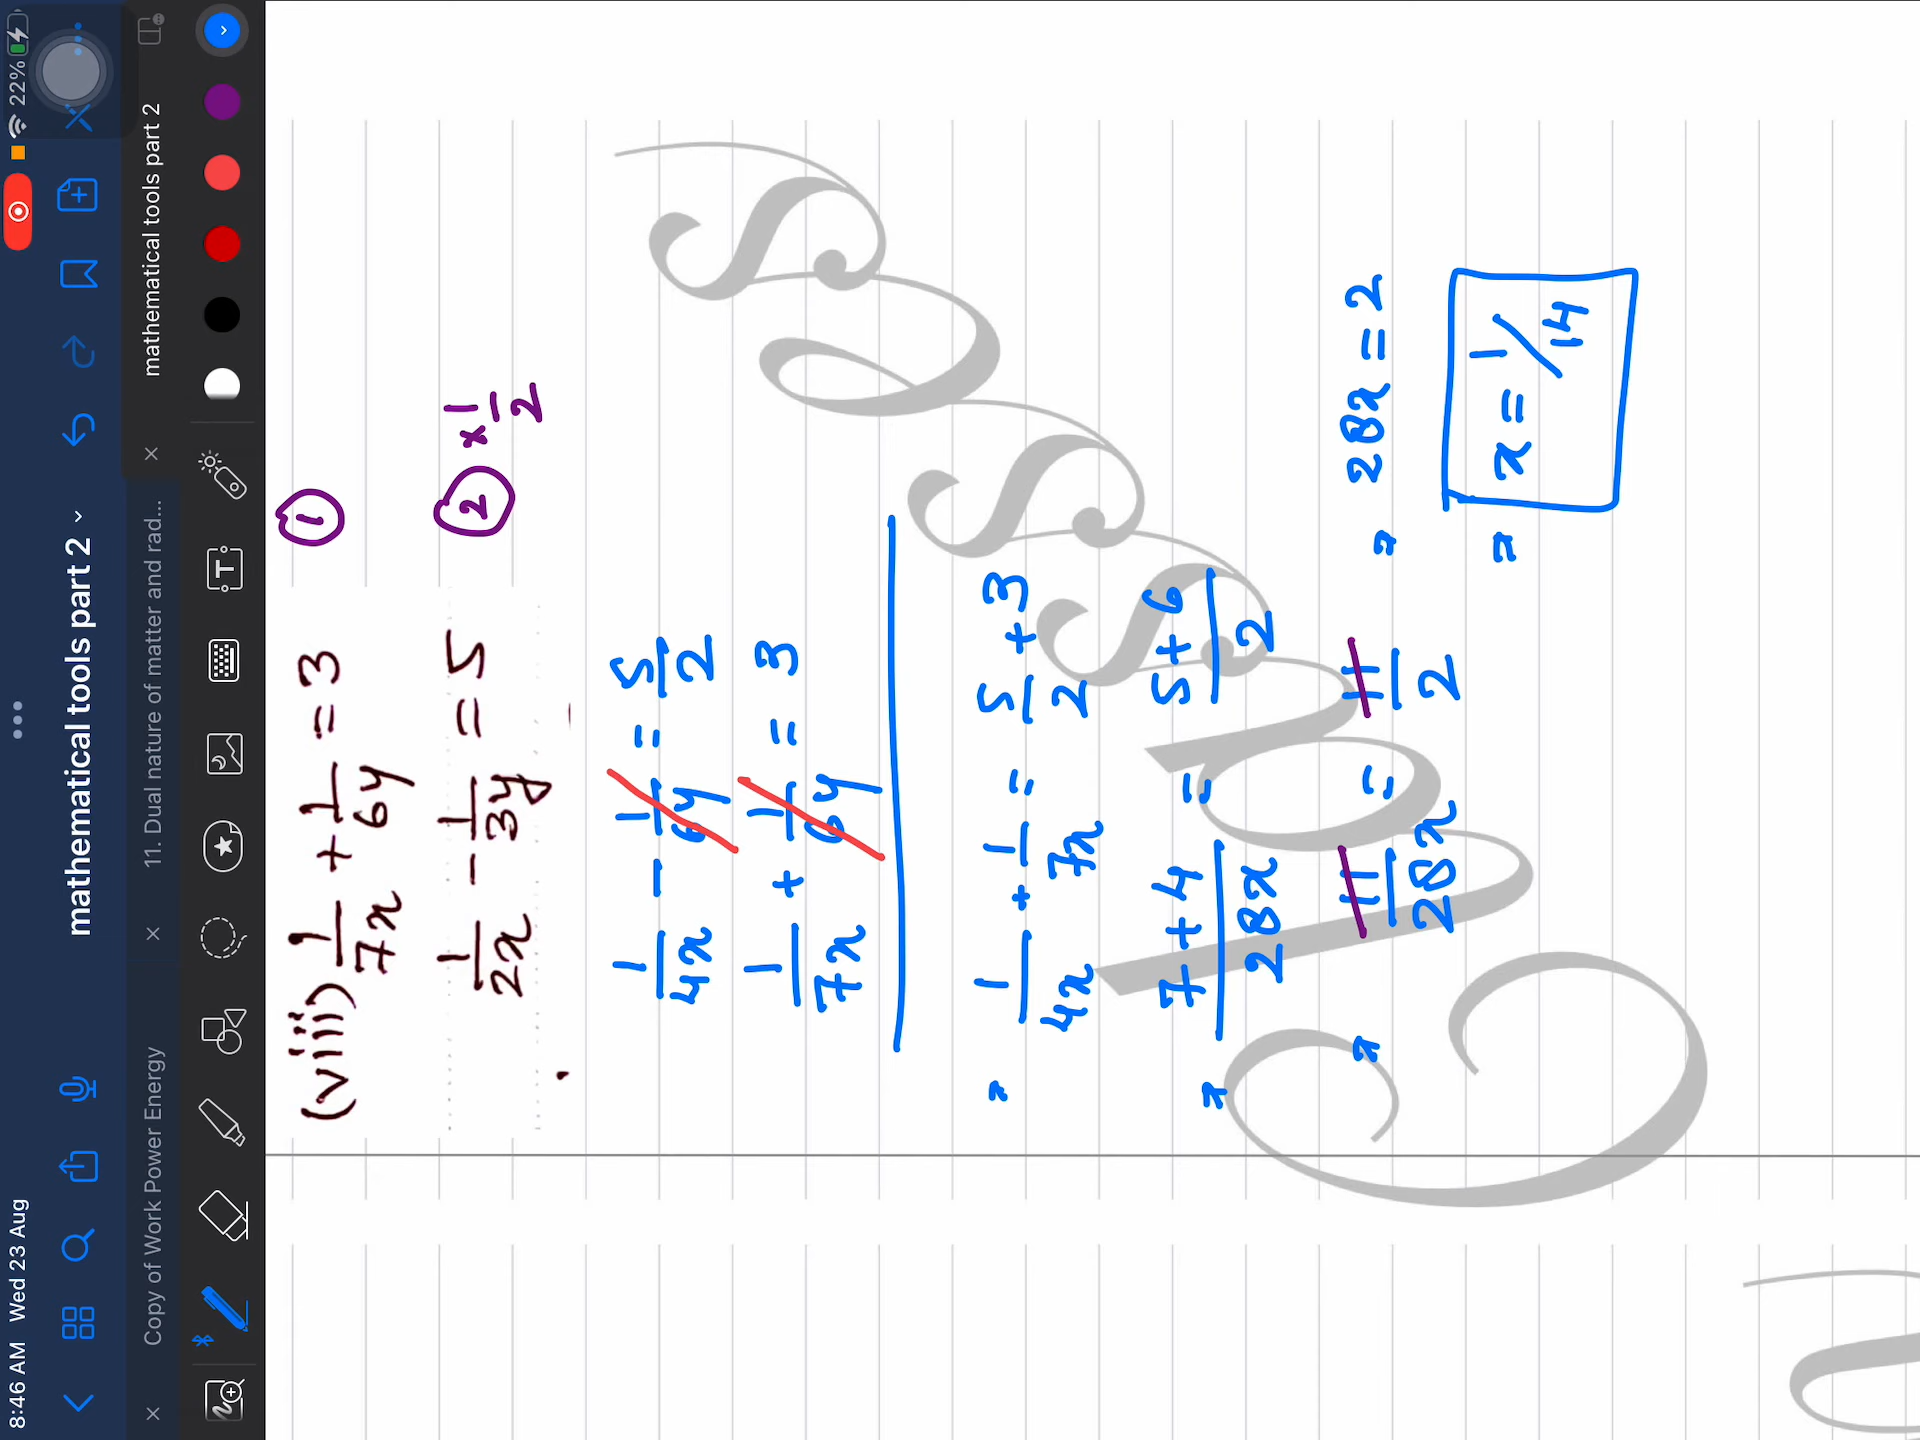 8:46 AM Wed 23 Aug 22%
mathematical tools part 2
Copy of Work Power Energy
11. Dual nature of matter and rad...
mathematical tools part 2
(viii) 1/7x + 1/6y = 3 ①
1/2x - 1/3y = 5 ② × 1/2
1/4x - 1/6y = 5/2
1/7x + 1/6y = 3
" 1/4x + 1/7x = 5/2 + 3
= 7+4/28x = 5+6/2
= 11/28x = 11/2
= 28x = 2
= x = 1/14